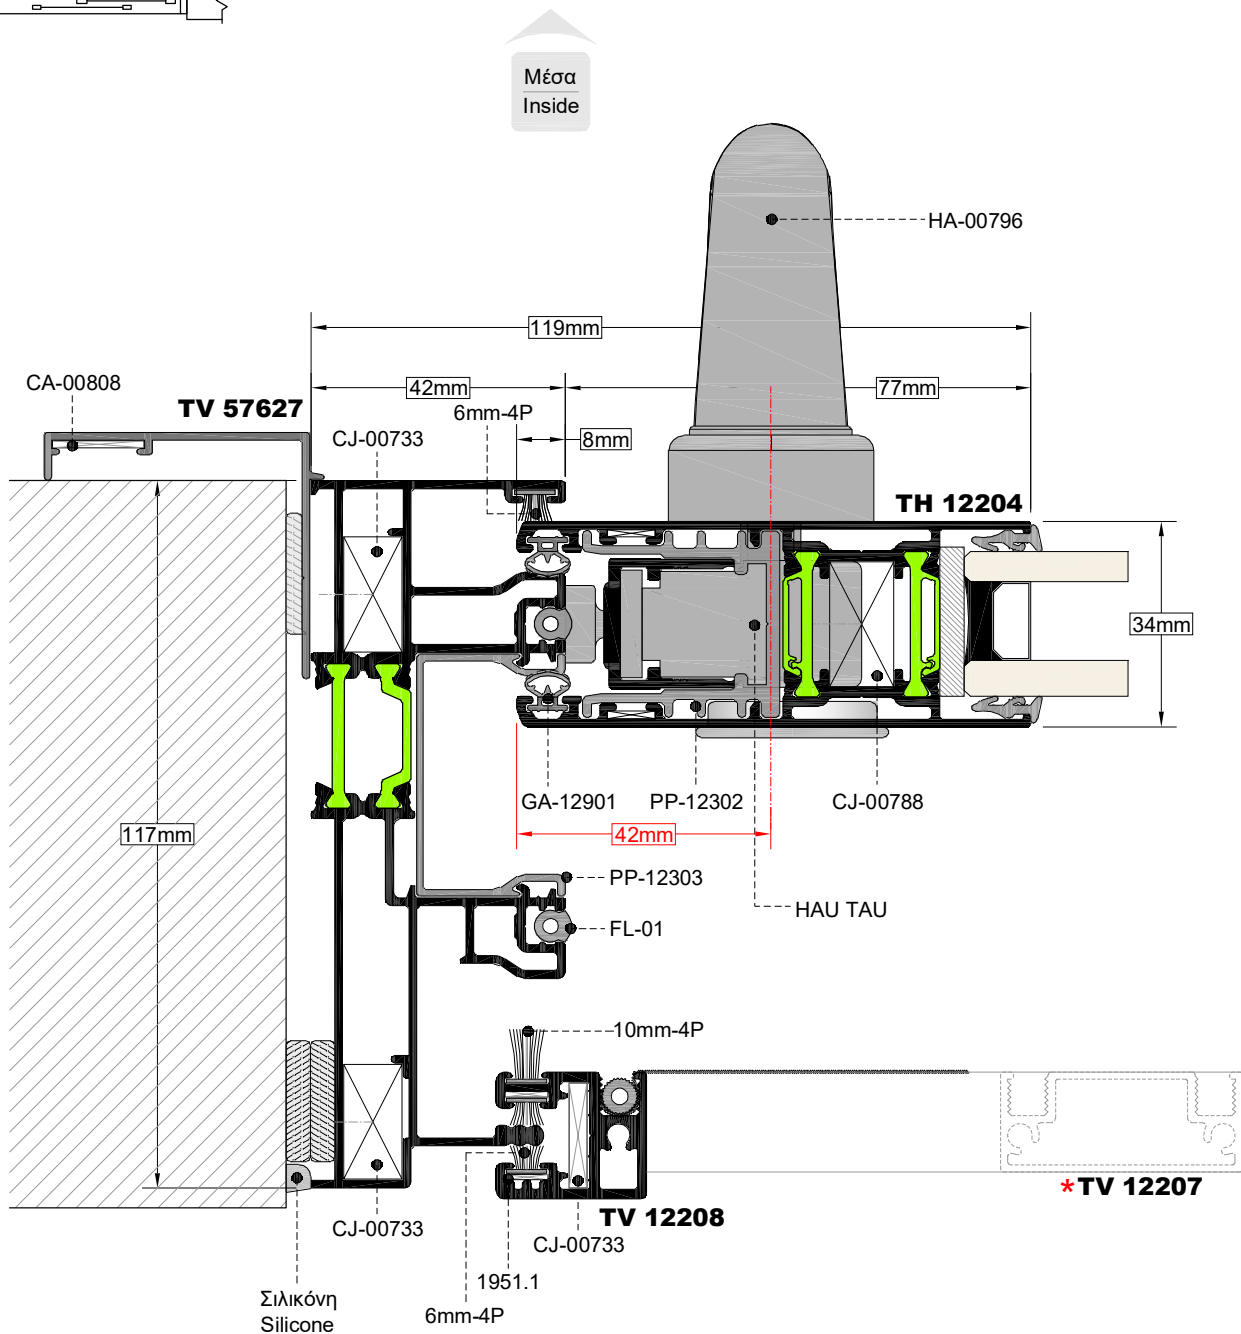 Μέσα
Inside
HA-00796
119mm
CA-00808
42mm
77mm
TV 57627
6mm-4P
CJ-00733
8mm
TH 12204
34mm
GA-12901
PP-12302
CJ-00788
117mm
42mm
PP-12303
HAU TAU
FL-01
10mm-4P
*TV 12207
TV 12208
CJ-00733
CJ-00733
1951.1
Σιλικόνη
Silicone
6mm-4P